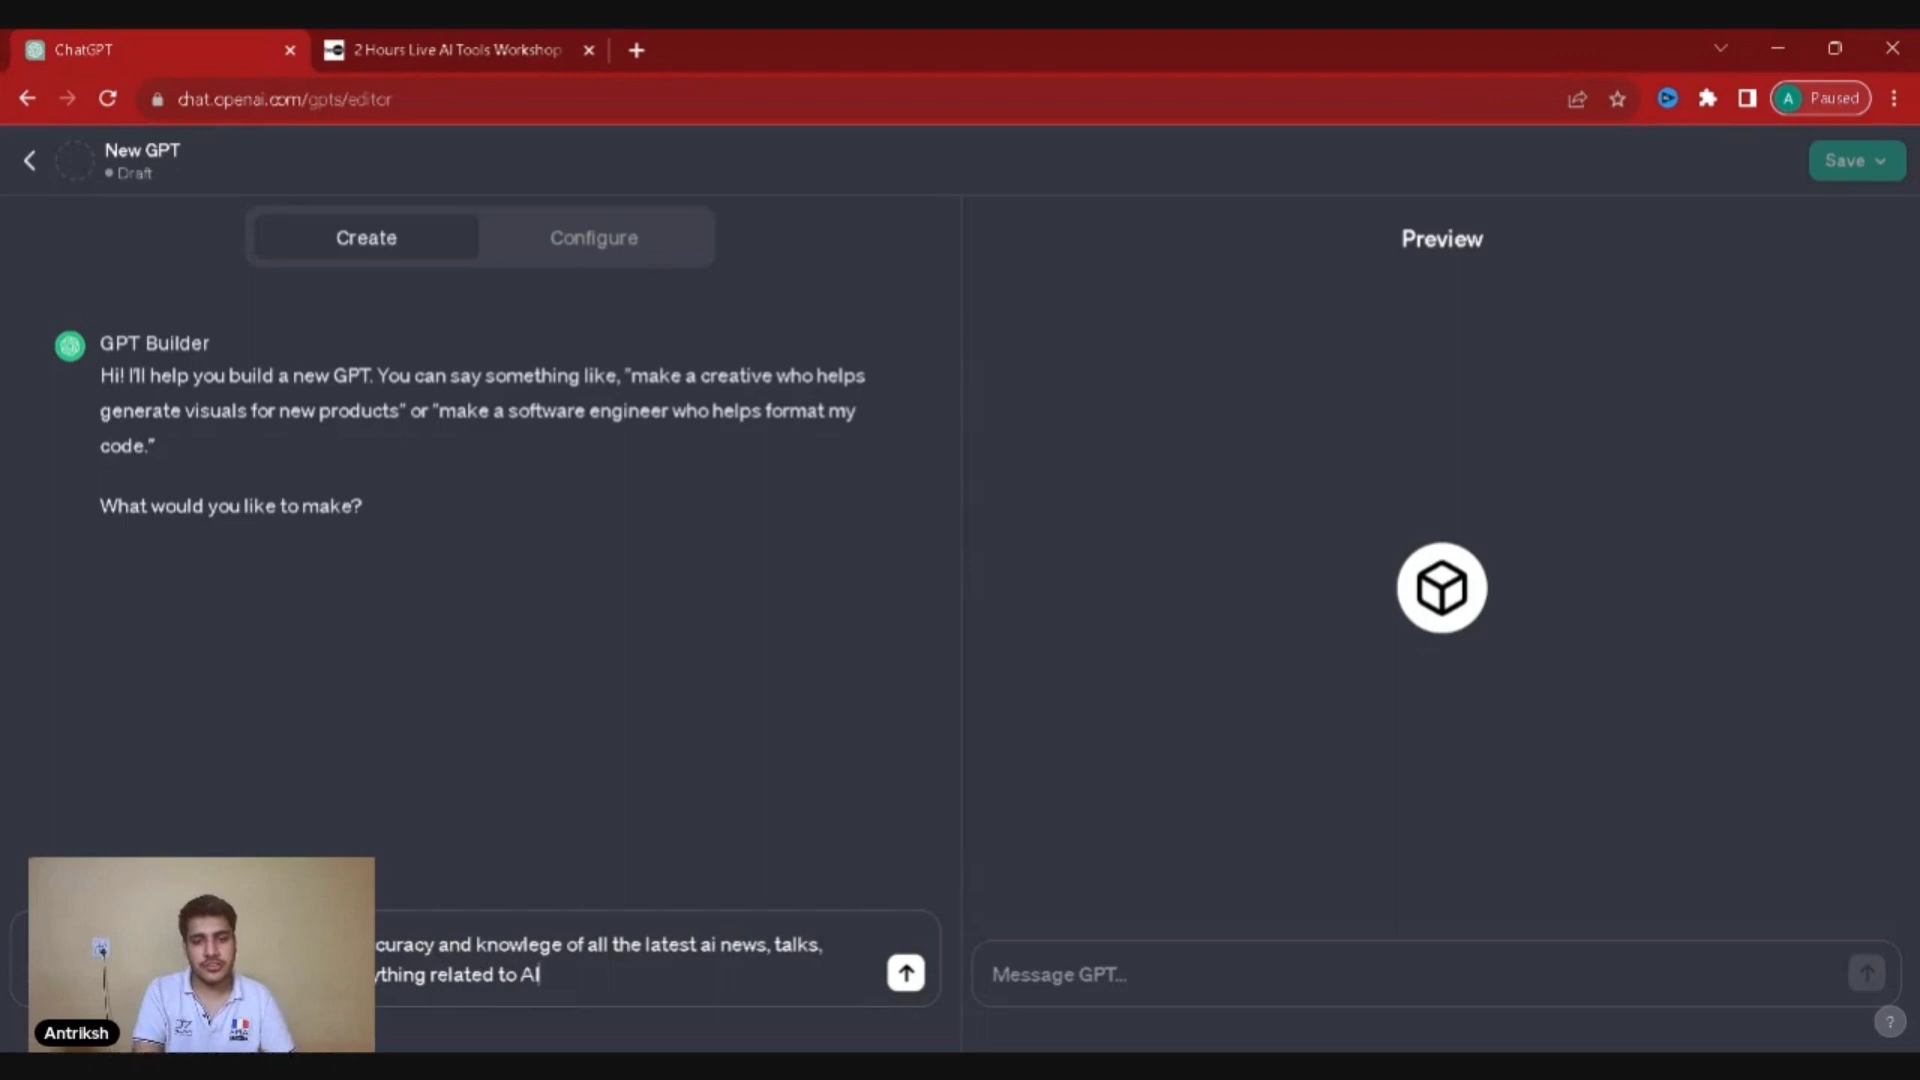 ChatGPT
2 Hours Live AI Tools Workshop
chat.openai.com/gpts/editor
A Paused
New GPT
Draft
Save
Create
Configure
Preview
GPT Builder
Hi! I'll help you build a new GPT. You can say something like, "make a creative who helps
generate visuals for new products" or "make a software engineer who helps format my
code."
What would you like to make?
curacy and knowlege of all the latest ai news, talks,
ything related to AI
Message GPT...
?
Antriksh